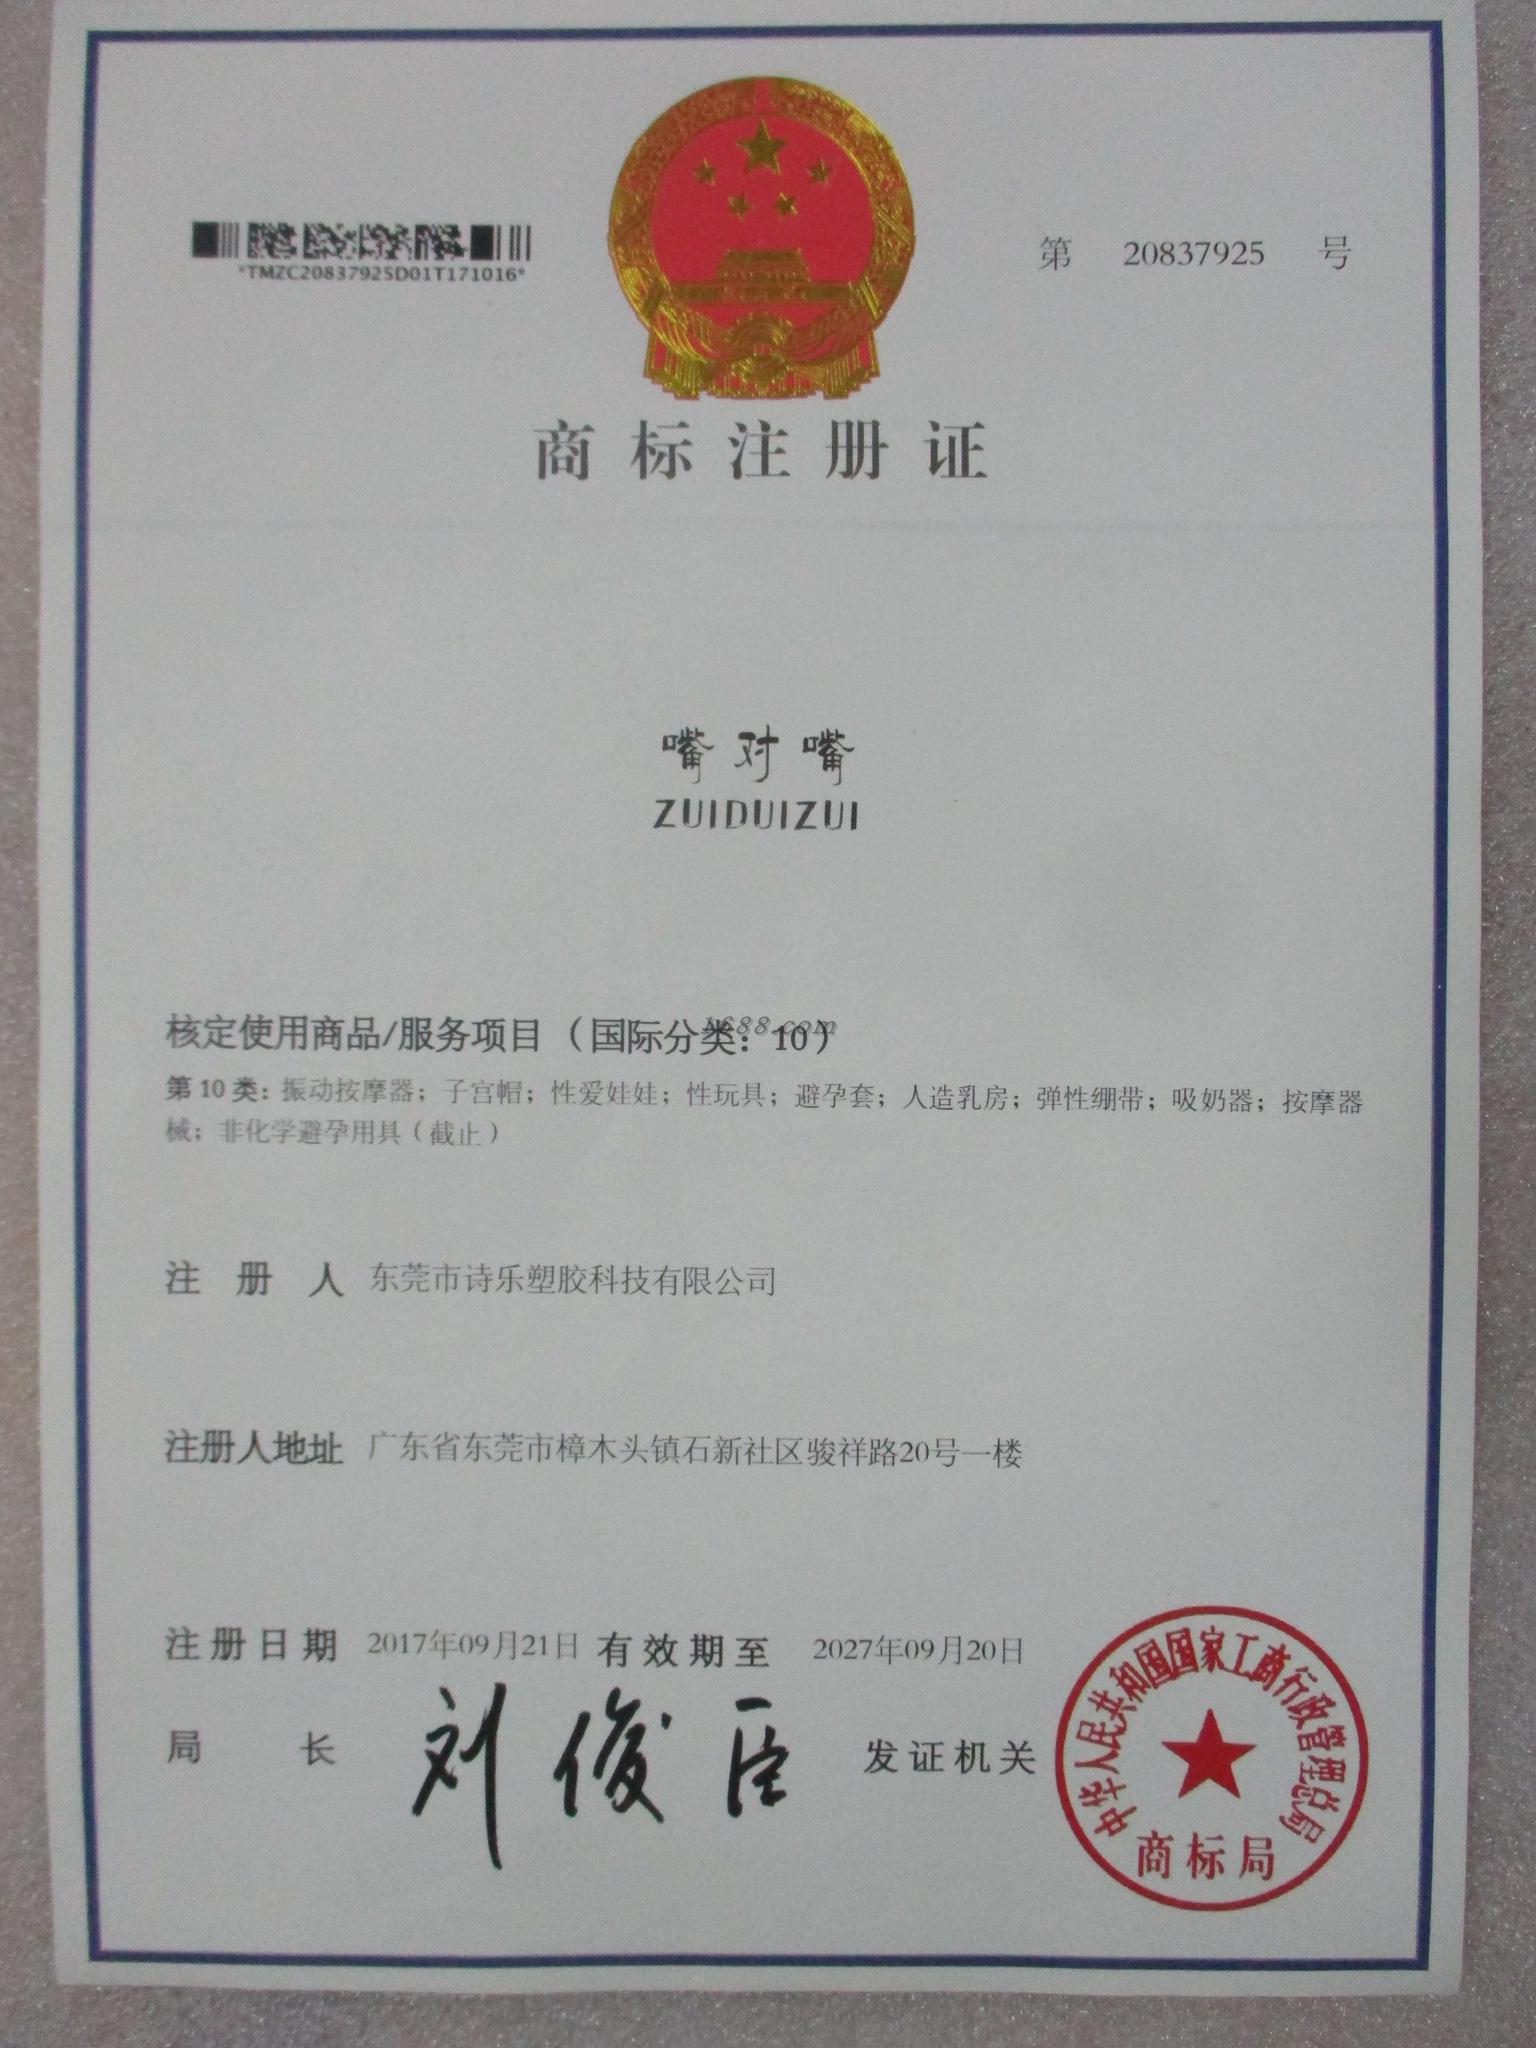 *TMZC20837925D01T171016*
第 20837925 号
商标注册证
嘴对嘴
ZUIDUIZUI
核定使用商品/服务项目（国际分类：10）
1688.com
第10类：振动按摩器；子宫帽；性爱娃娃；性玩具；避孕套；人造乳房；弹性绷带；吸奶器；按摩器
械；非化学避孕用具（截止）
注册人 东莞市诗乐塑胶科技有限公司
注册人地址 广东省东莞市樟木头镇石新社区骏祥路20号一楼
注册日期 2017年09月21日 有效期至 2027年09月20日
局长 刘俊臣 发证机关
中华人民共和国国家工商行政管理总局
商标局